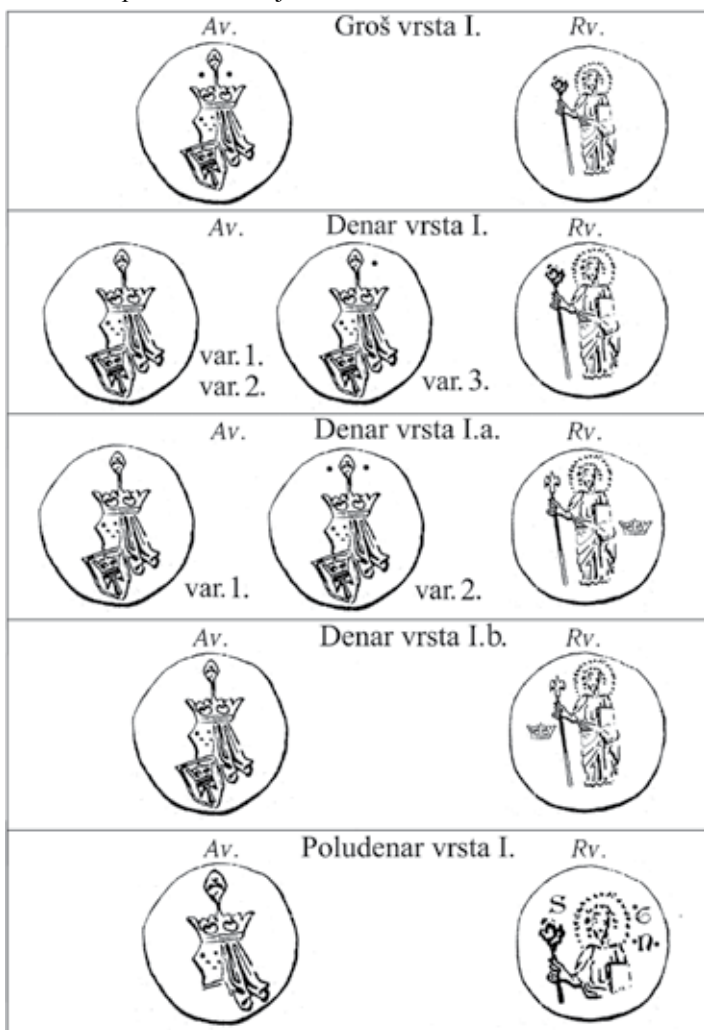 Av. Groš vrsta I. Rv.
Av. Denar vrsta I. Rv.
var. 1.
var. 2. var. 3.
Av. Denar vrsta I.a. Rv.
var. 1. var. 2.
Av. Denar vrsta I.b. Rv.
Av. Poludenar vrsta I. Rv.
S